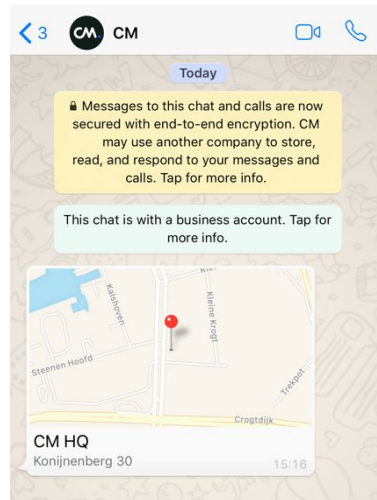 3
CM.
CM
Today
Messages to this chat and calls are now
secured with end-to-end encryption. CM
may use another company to store,
read, and respond to your messages and
calls. Tap for more info.
This chat is with a business account. Tap for
more info.
Kalshoven
Kleine Krogt
Steenen Hoofd
Trekpot
Crogtdijk
CM HQ
Konijnenberg 30
15:16